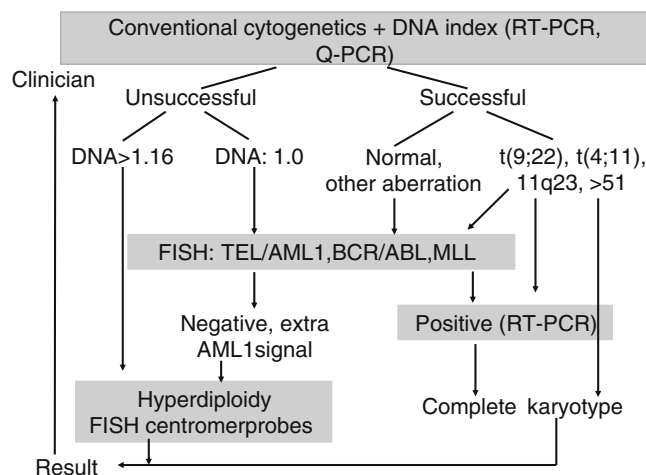 Conventional cytogenetics + DNA index (RT-PCR,
Q-PCR)
Clinician
Unsuccessful
Successful
DNA>1.16
DNA: 1.0
Normal,
other aberration
t(9;22), t(4;11),
11q23, >51
FISH: TEL/AML1,BCR/ABL,MLL
Negative, extra
AML1signal
Positive (RT-PCR)
Hyperdiploidy
FISH centromerprobes
Complete karyotype
Result